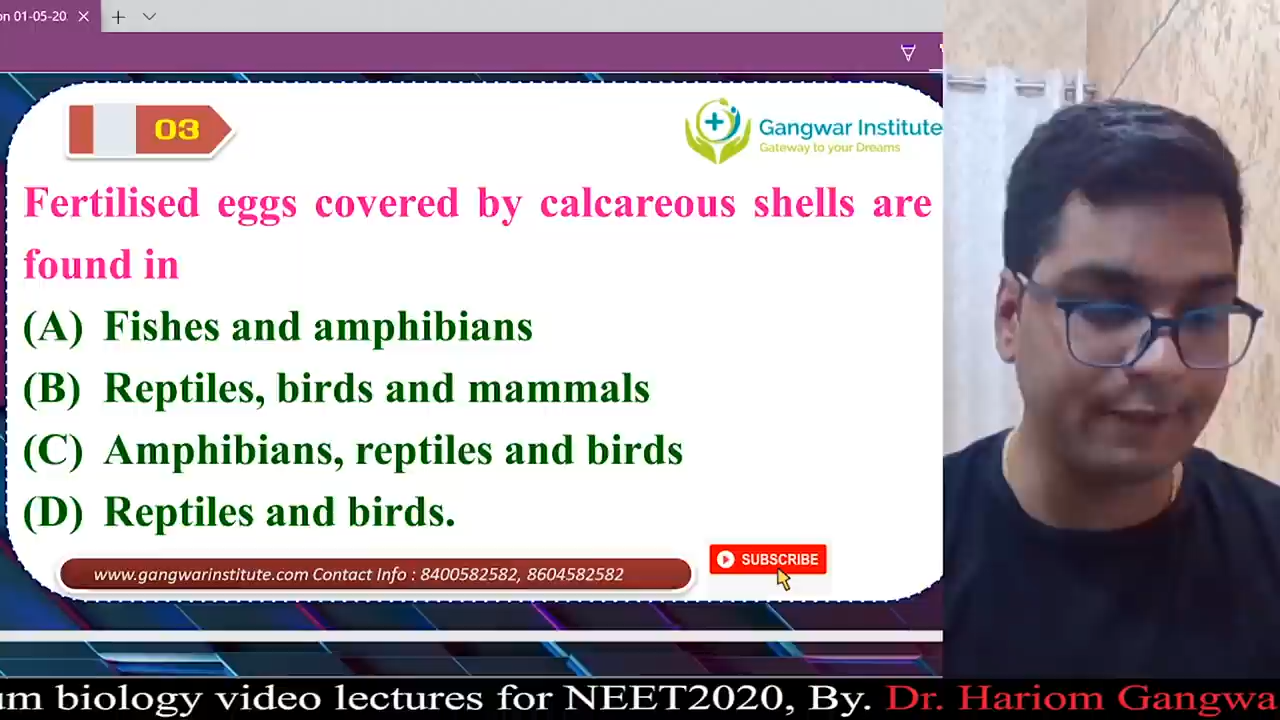 on 01-05-20
03
Gangwar Institute
Gateway to your Dreams
Fertilised eggs covered by calcareous shells are
found in
(A) Fishes and amphibians
(B) Reptiles, birds and mammals
(C) Amphibians, reptiles and birds
(D) Reptiles and birds.
www.gangwarinstitute.com Contact Info : 8400582582, 8604582582
SUBSCRIBE
um biology video lectures for NEET2020, By. Dr. Hariom Gangwa